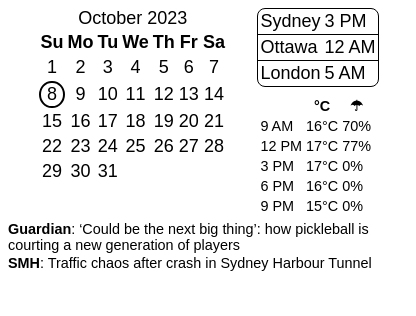 October 2023
Su Mo Tu We Th Fr Sa
1 2 3 4 5 6 7
8 9 10 11 12 13 14
15 16 17 18 19 20 21
22 23 24 25 26 27 28
29 30 31
Sydney 3 PM
Ottawa 12 AM
London 5 AM
°C ☂
9 AM 16°C 70%
12 PM 17°C 77%
3 PM 17°C 0%
6 PM 16°C 0%
9 PM 15°C 0%
Guardian: ‘Could be the next big thing’: how pickleball is
courting a new generation of players
SMH: Traffic chaos after crash in Sydney Harbour Tunnel